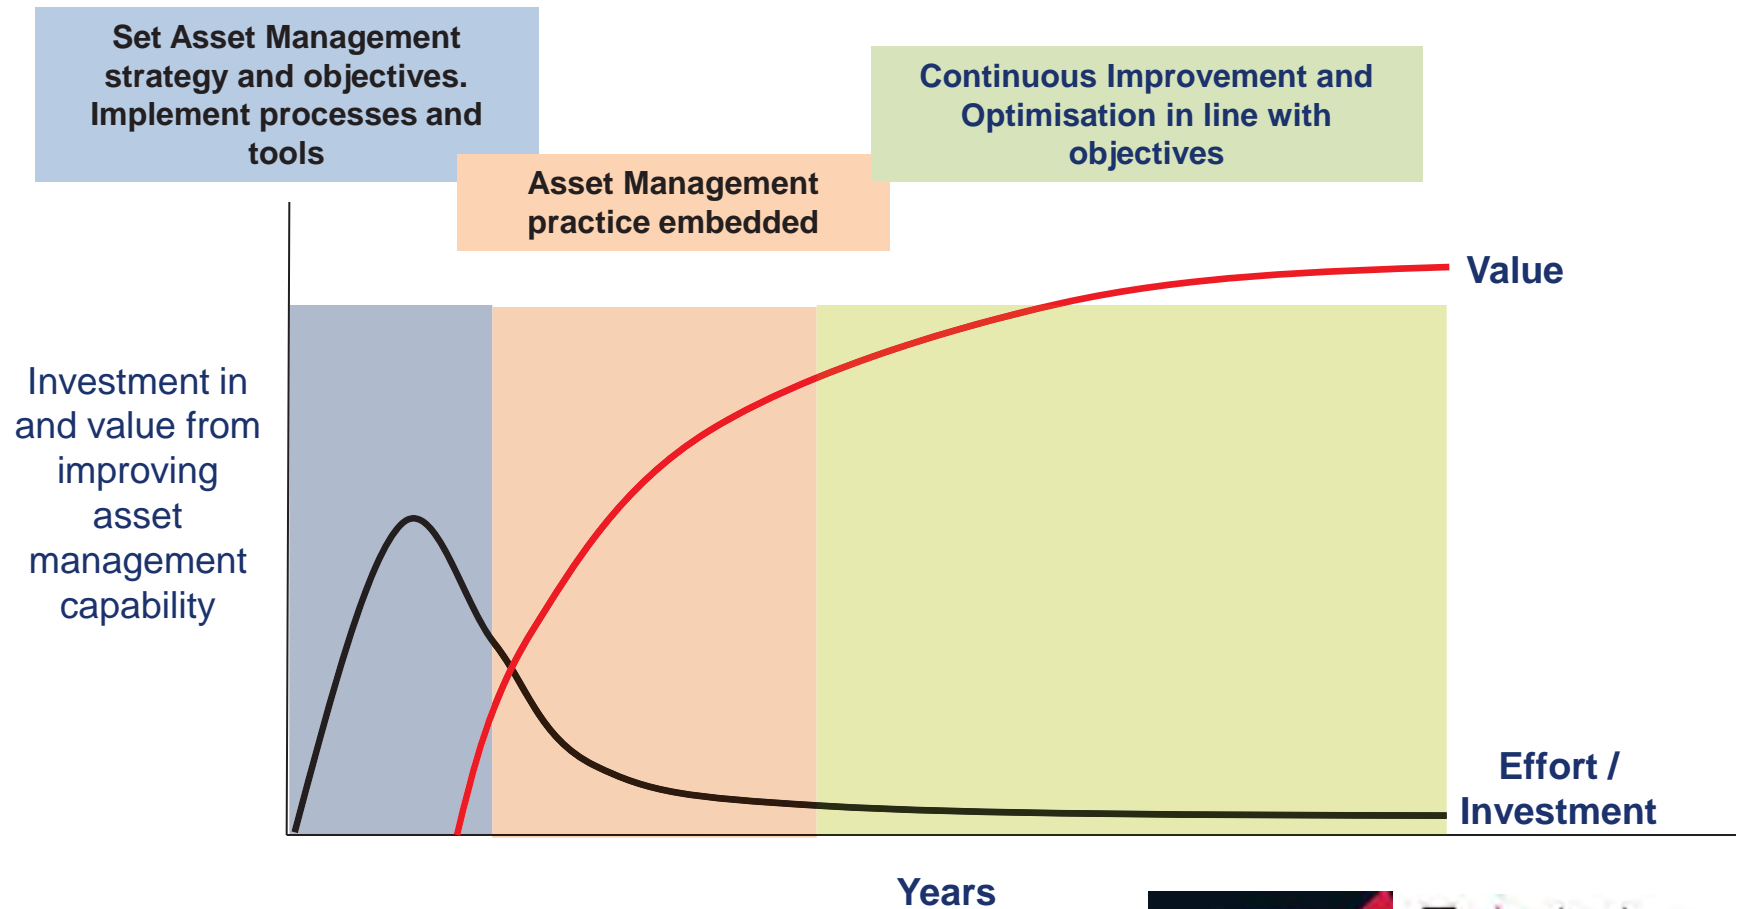 Set Asset Management
strategy and objectives.
Implement processes and
tools
Continuous Improvement and
Optimisation in line with
objectives
Asset Management
practice embedded
Value
Investment in
and value from
improving
asset
management
capability
Effort /
Investment
Years